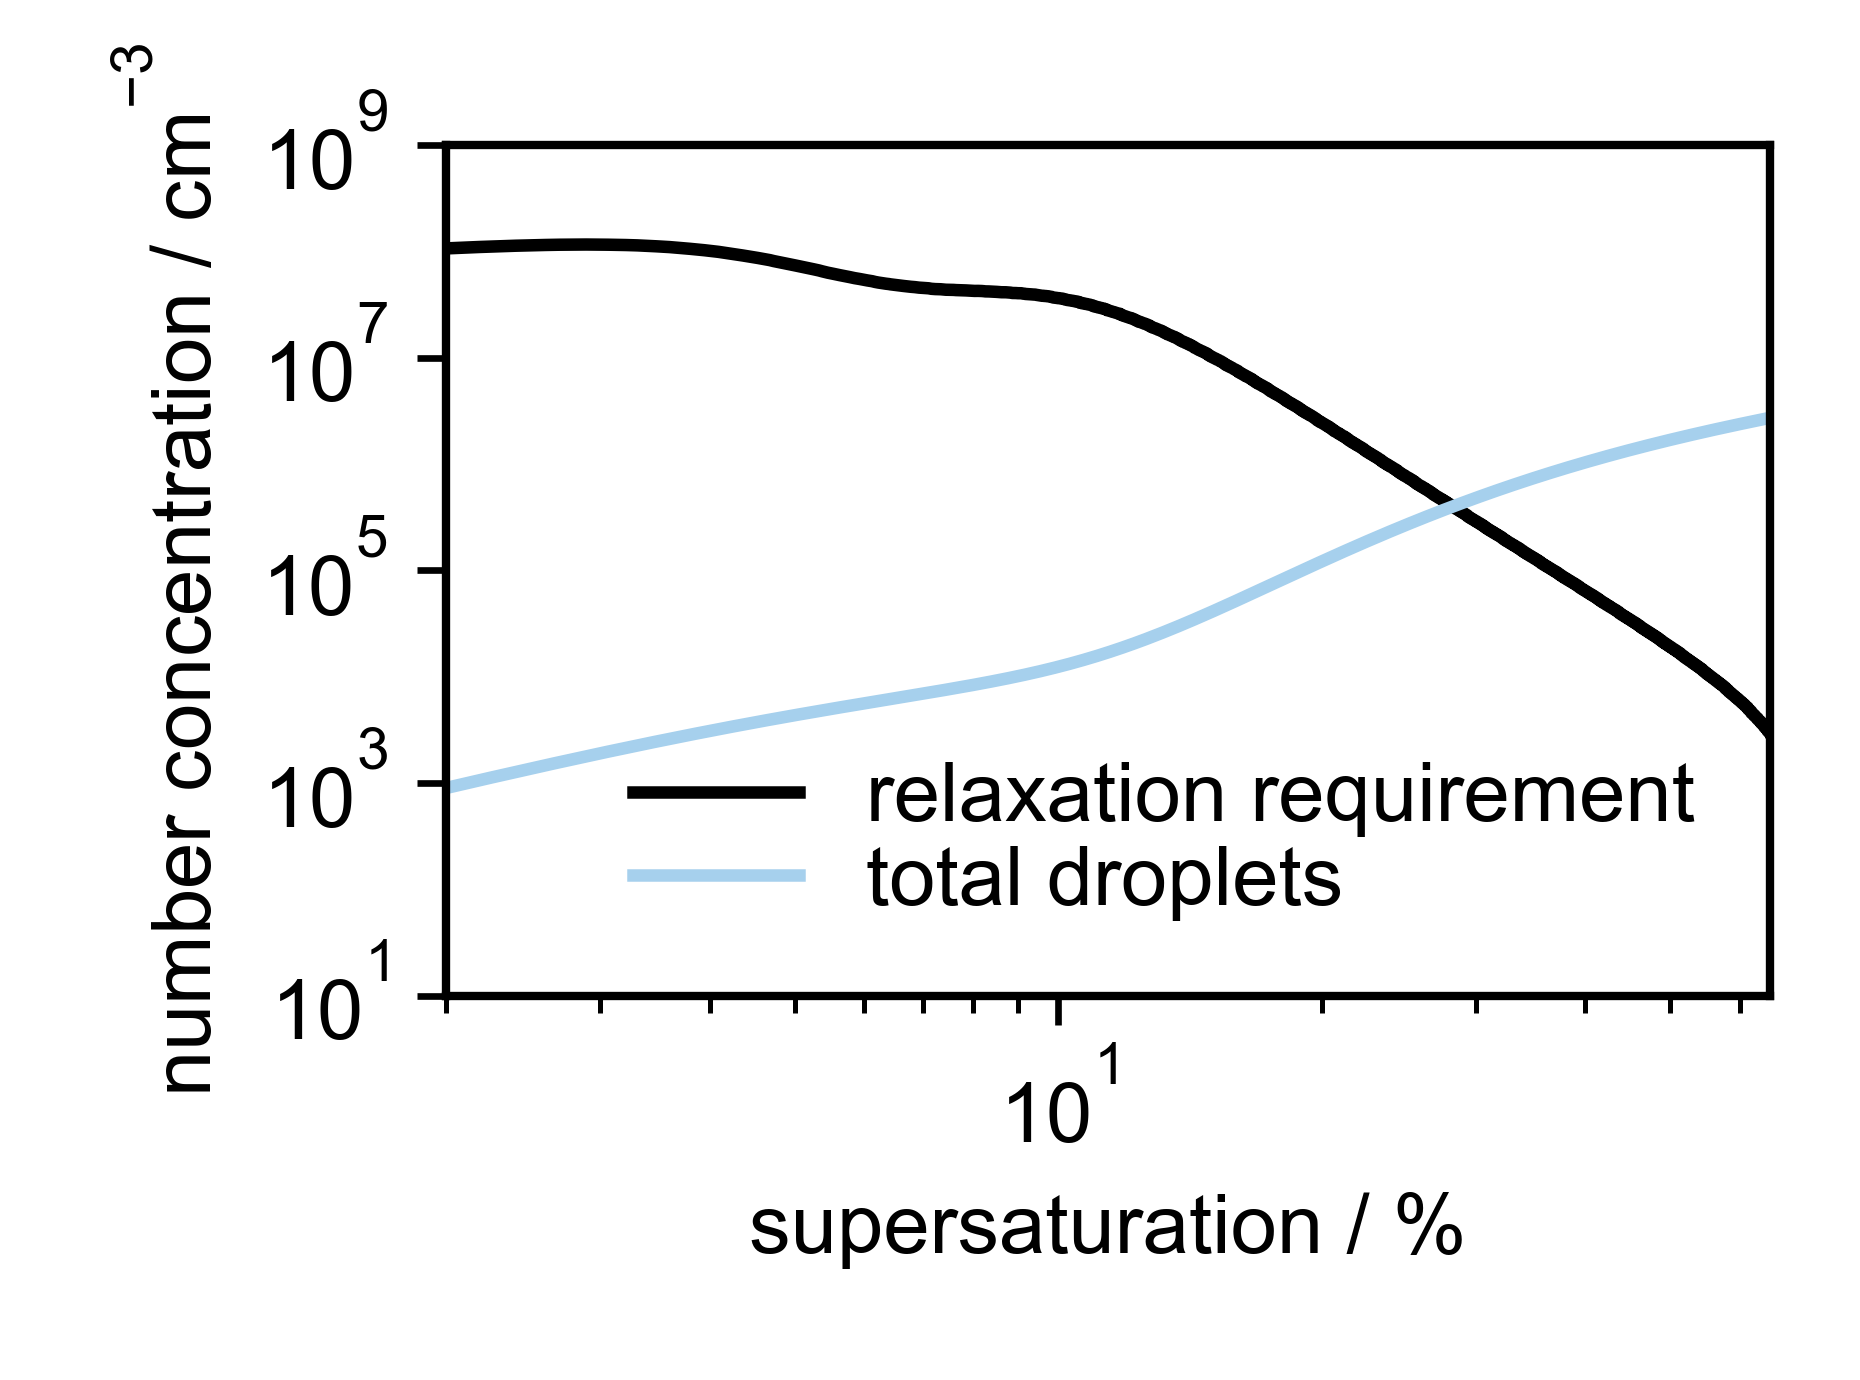 number concentration / cm⁻³
10⁹
10⁷
10⁵
10³
10¹
relaxation requirement
total droplets
10¹
supersaturation / %